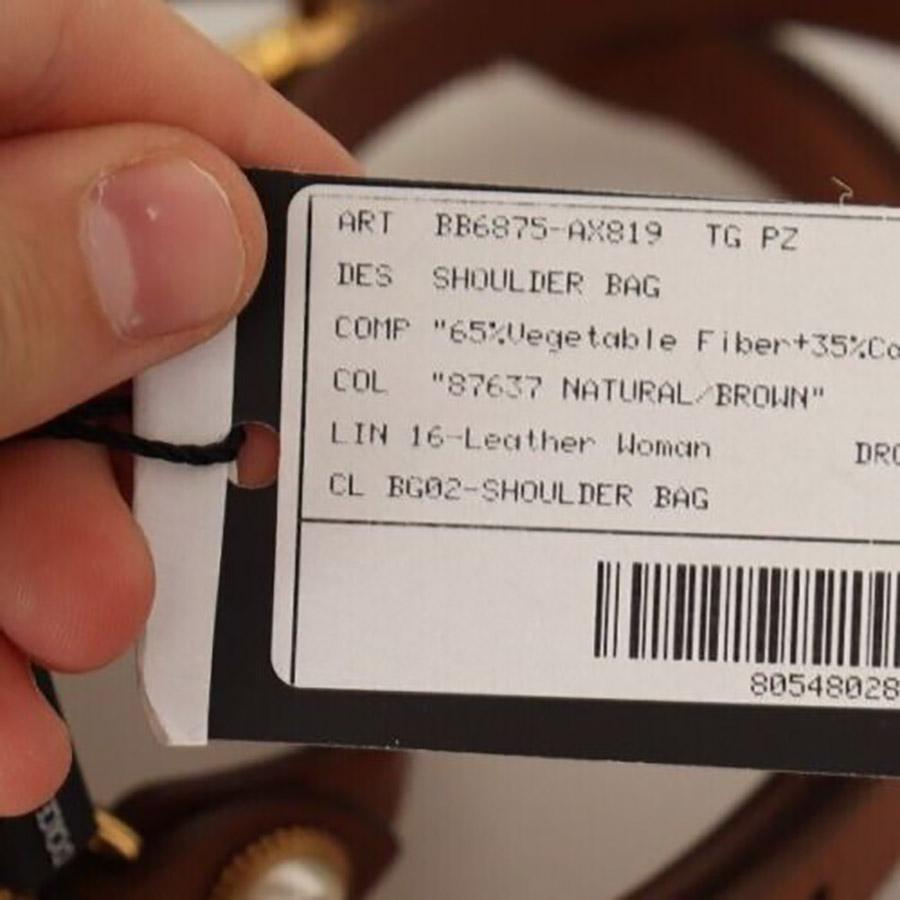 ART BB6875-AX819 TG PZ
DES SHOULDER BAG
COMP "65%Vegetable Fiber+35%Co
COL "87637 NATURAL/BROWN"
LIN 16-Leather Woman DRO
CL BG02-SHOULDER BAG
80548028